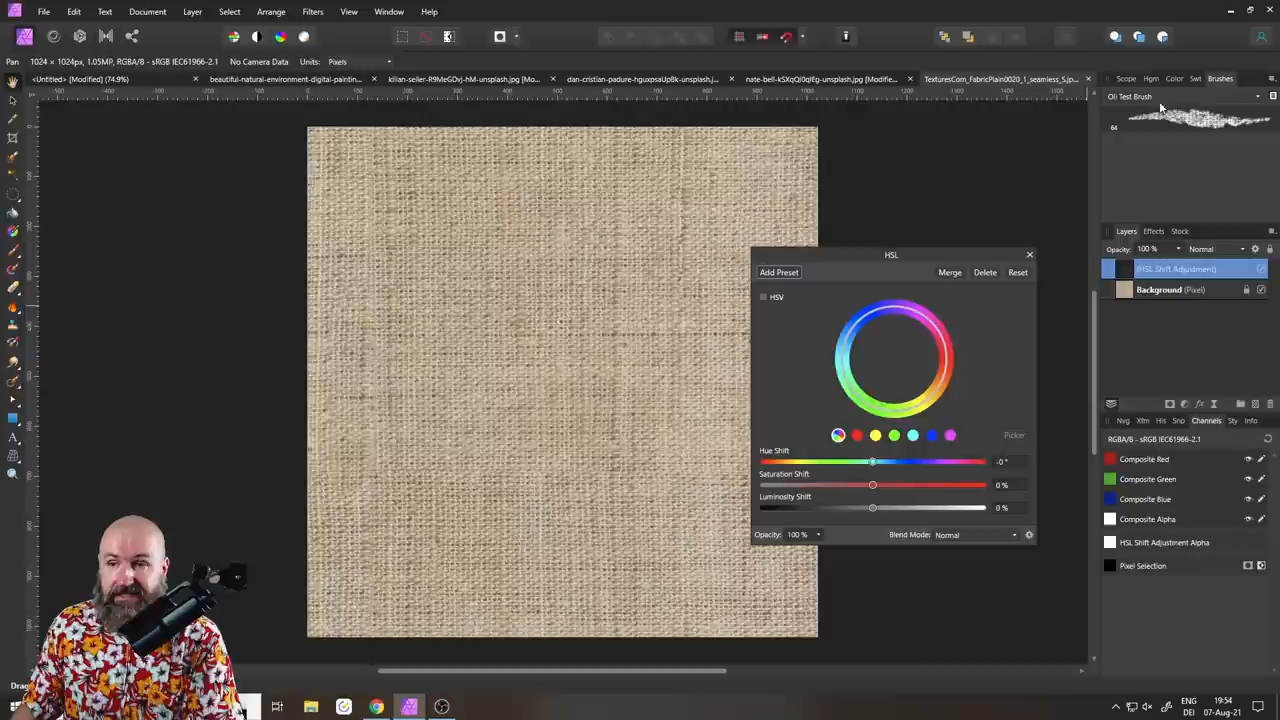 File Edit Text Document Layer Select Arrange Filters View Window Help
Pan 1024 × 1024px, 1.05MP, RGBA/8 - sRGB IEC61966-2.1 No Camera Data Units: Pixels
<Untitled> [Modified] (74.9%) beautiful-natural-environment-digital-paintin... kilian-seiler-R9MeGDvj-hM-unsplash.jpg [Mo... dan-cristian-padure-hguxpsaUpBk-unsplash.j... nate-bell-kSXqQi0qIEg-unsplash.jpg [Modifie... TexturesCom_FabricPlain0020_1_seamless_S.jp...
Scope Hgm Color Swt Brushes
Oli Test Brush
64
Layers Effects Stock
Opacity: 100 % Normal
(HSL Shift Adjustment)
Background (Pixel)
HSL
Add Preset Merge Delete Reset
HSV
Picker
Hue Shift
-0 °
Saturation Shift
0 %
Luminosity Shift
0 %
Opacity: 100 % Blend Mode: Normal
Nvg Xfm His Snp Channels Sty Info
RGBA/8 - sRGB IEC61966-2.1
Composite Red
Composite Green
Composite Blue
Composite Alpha
HSL Shift Adjustment Alpha
Pixel Selection
Drag
ENG
DEI
19:54
07-Aug-21